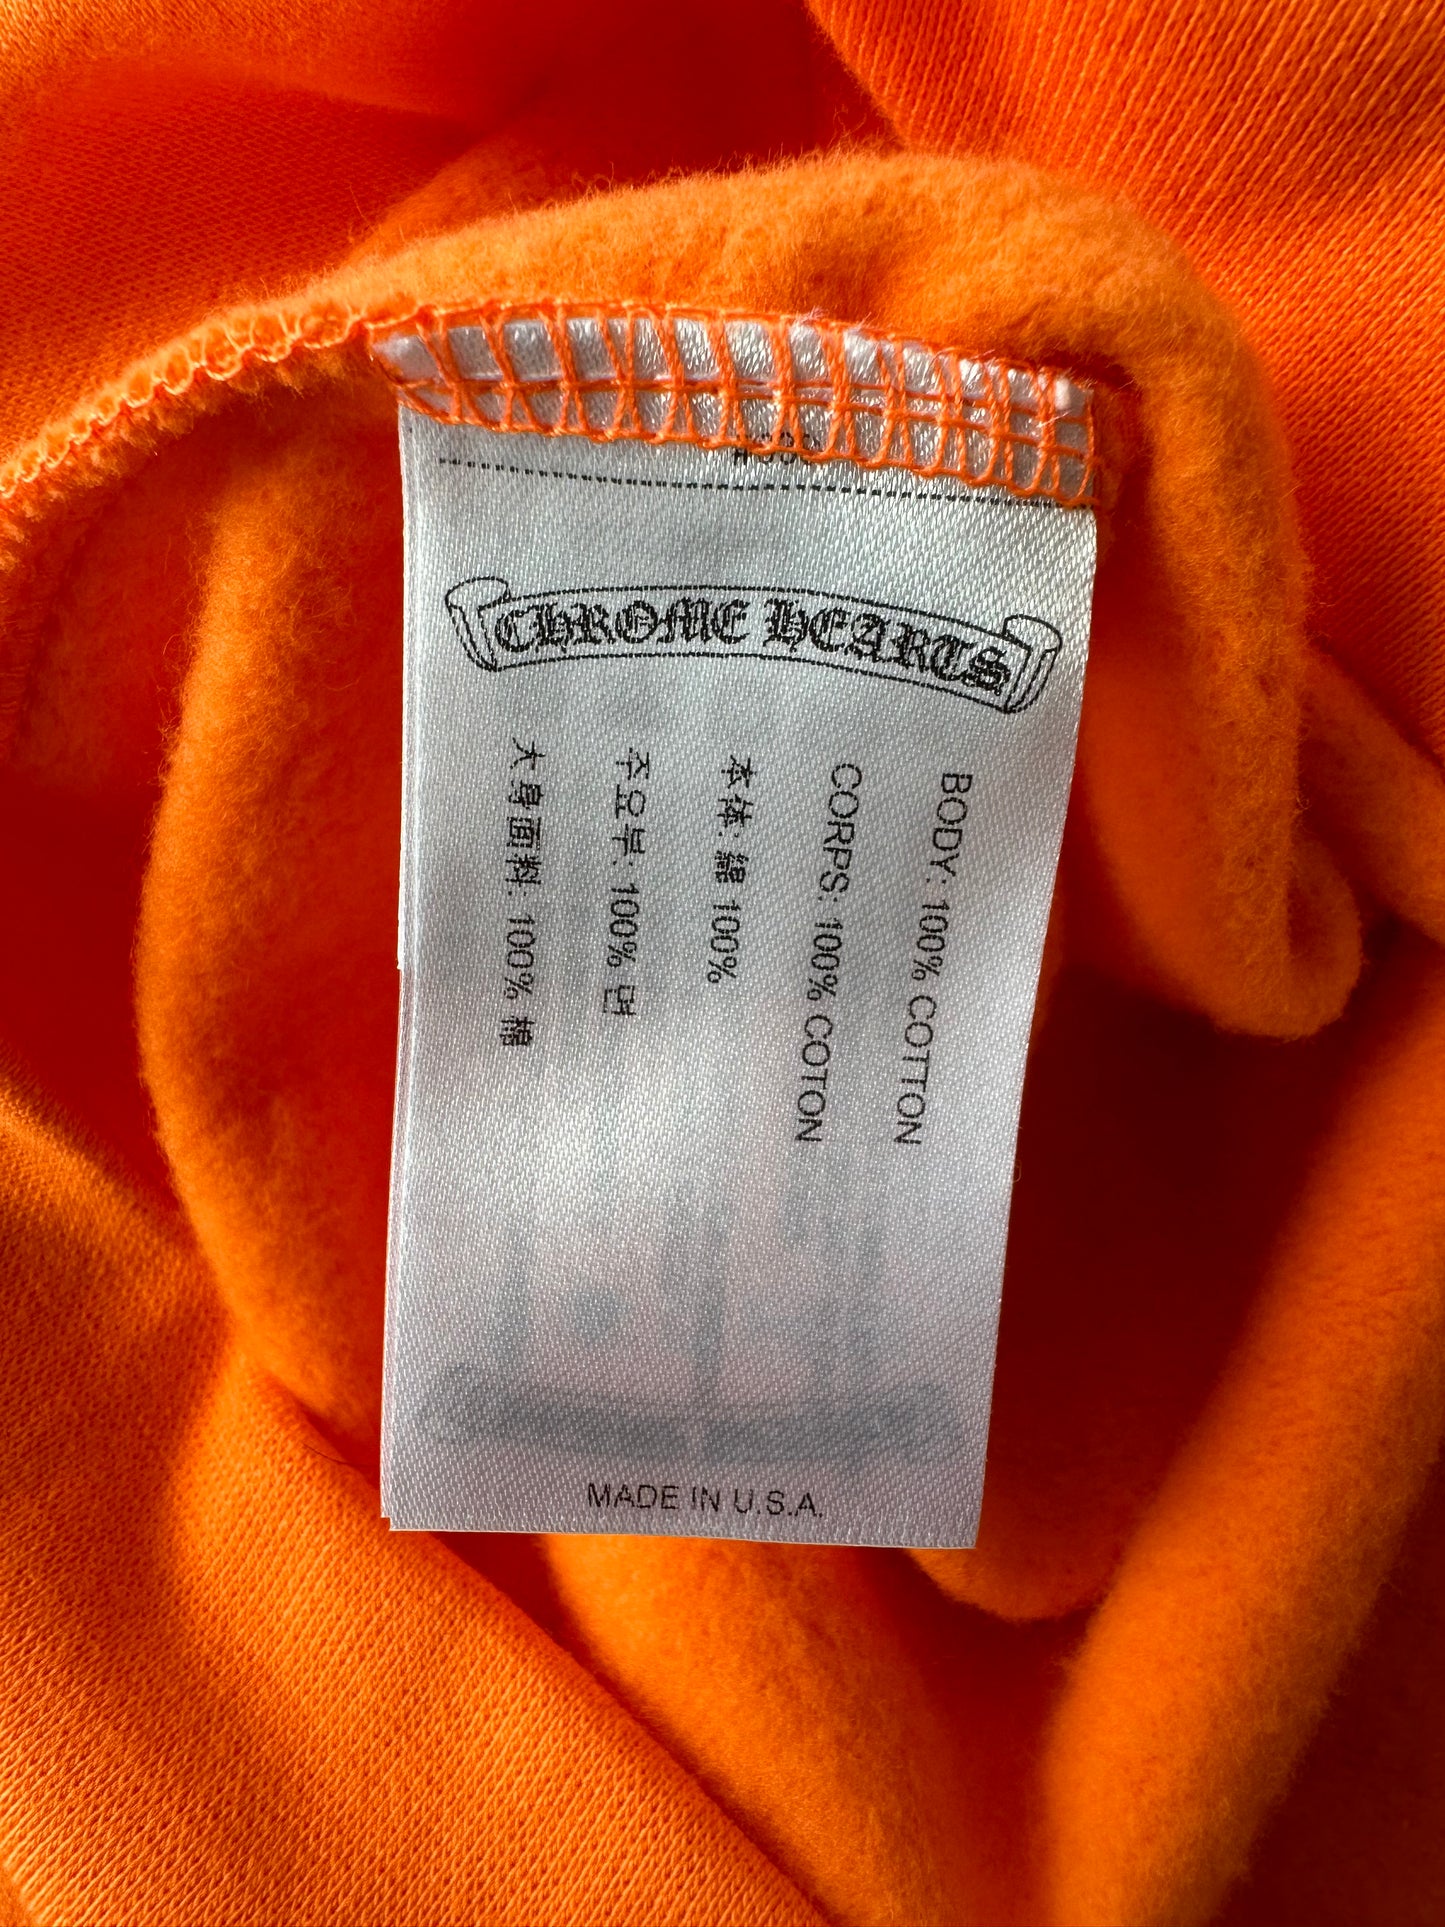 CHROME HEARTS
BODY: 100% COTTON
CORPS: 100% COTON
本体: 綿 100%
주요부: 100% 면
大身面料: 100% 棉
MADE IN U.S.A.